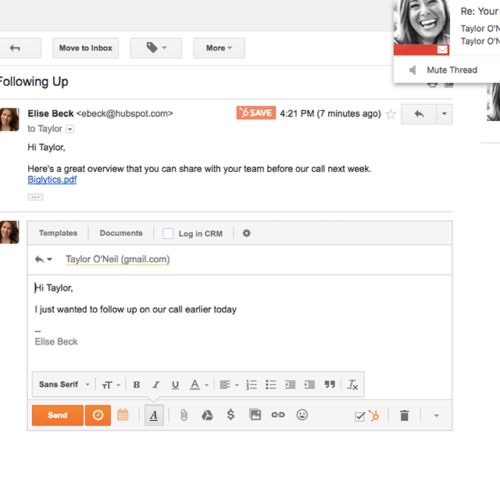 Re: Your
Taylor O'N
Taylor O'N
Mute Thread
Move to Inbox
More
Following Up
Elise Beck <ebeck@hubspot.com>
SAVE 4:21 PM (7 minutes ago)
to Taylor
Hi Taylor,
Here's a great overview that you can share with your team before our call next week.
Biglytics.pdf
Templates Documents Log in CRM
Taylor O'Neil (gmail.com)
Hi Taylor,
I just wanted to follow up on our call earlier today
--
Elise Beck
Sans Serif TT B I U A
Send A $